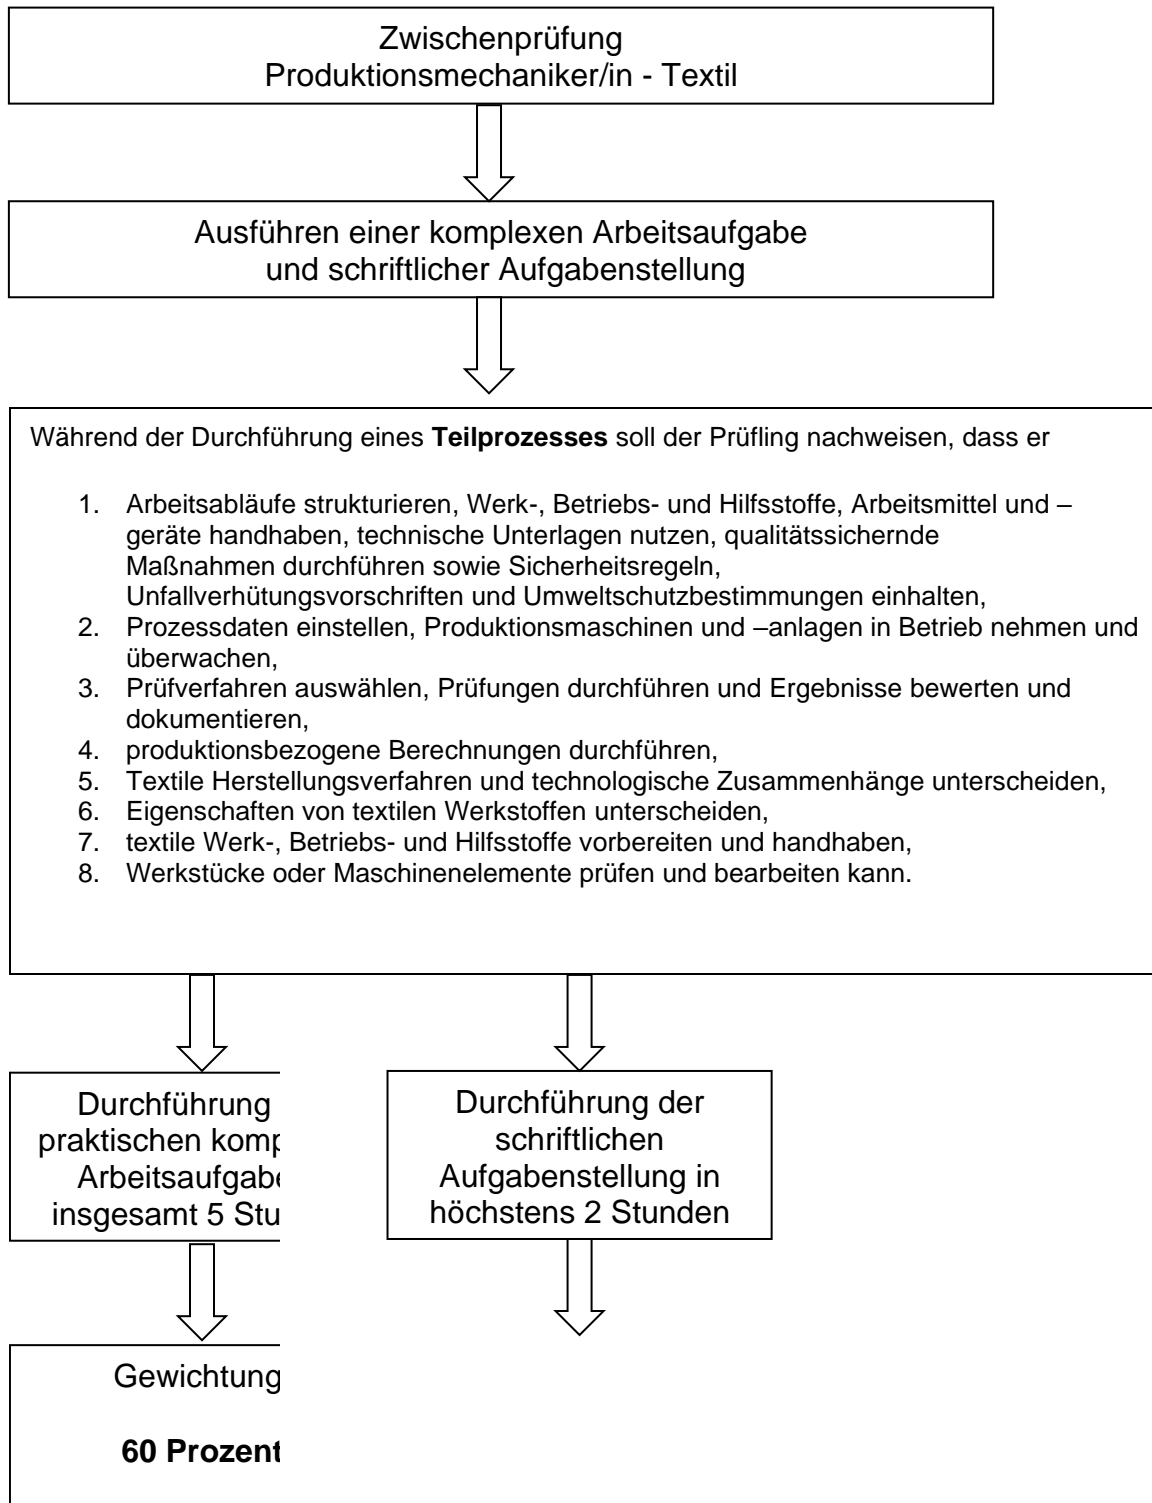 Zwischenprüfung
Produktionsmechaniker/in - Textil
Ausführen einer komplexen Arbeitsaufgabe
und schriftlicher Aufgabenstellung
Während der Durchführung eines Teilprozesses soll der Prüfling nachweisen, dass er
1. Arbeitsabläufe strukturieren, Werk-, Betriebs- und Hilfsstoffe, Arbeitsmittel und –
geräte handhaben, technische Unterlagen nutzen, qualitätssichernde
Maßnahmen durchführen sowie Sicherheitsregeln,
Unfallverhütungsvorschriften und Umweltschutzbestimmungen einhalten,
2. Prozessdaten einstellen, Produktionsmaschinen und –anlagen in Betrieb nehmen und
überwachen,
3. Prüfverfahren auswählen, Prüfungen durchführen und Ergebnisse bewerten und
dokumentieren,
4. produktionsbezogene Berechnungen durchführen,
5. Textile Herstellungsverfahren und technologische Zusammenhänge unterscheiden,
6. Eigenschaften von textilen Werkstoffen unterscheiden,
7. textile Werk-, Betriebs- und Hilfsstoffe vorbereiten und handhaben,
8. Werkstücke oder Maschinenelemente prüfen und bearbeiten kann.
Durchführung
praktischen
insgesamt 5
Durchführung der
schriftlichen
Aufgabenstellung in
höchstens 2 Stunden
Gewichtung
60 Prozent